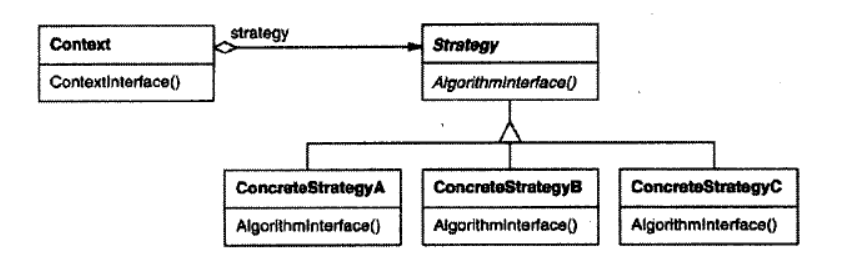 strategy
Context
Strategy
ContextInterface()
AlgorithmInterface()
ConcreteStrategyA
ConcreteStrategyB
ConcreteStrategyC
AlgorithmInterface()
AlgorithmInterface()
AlgorithmInterface()